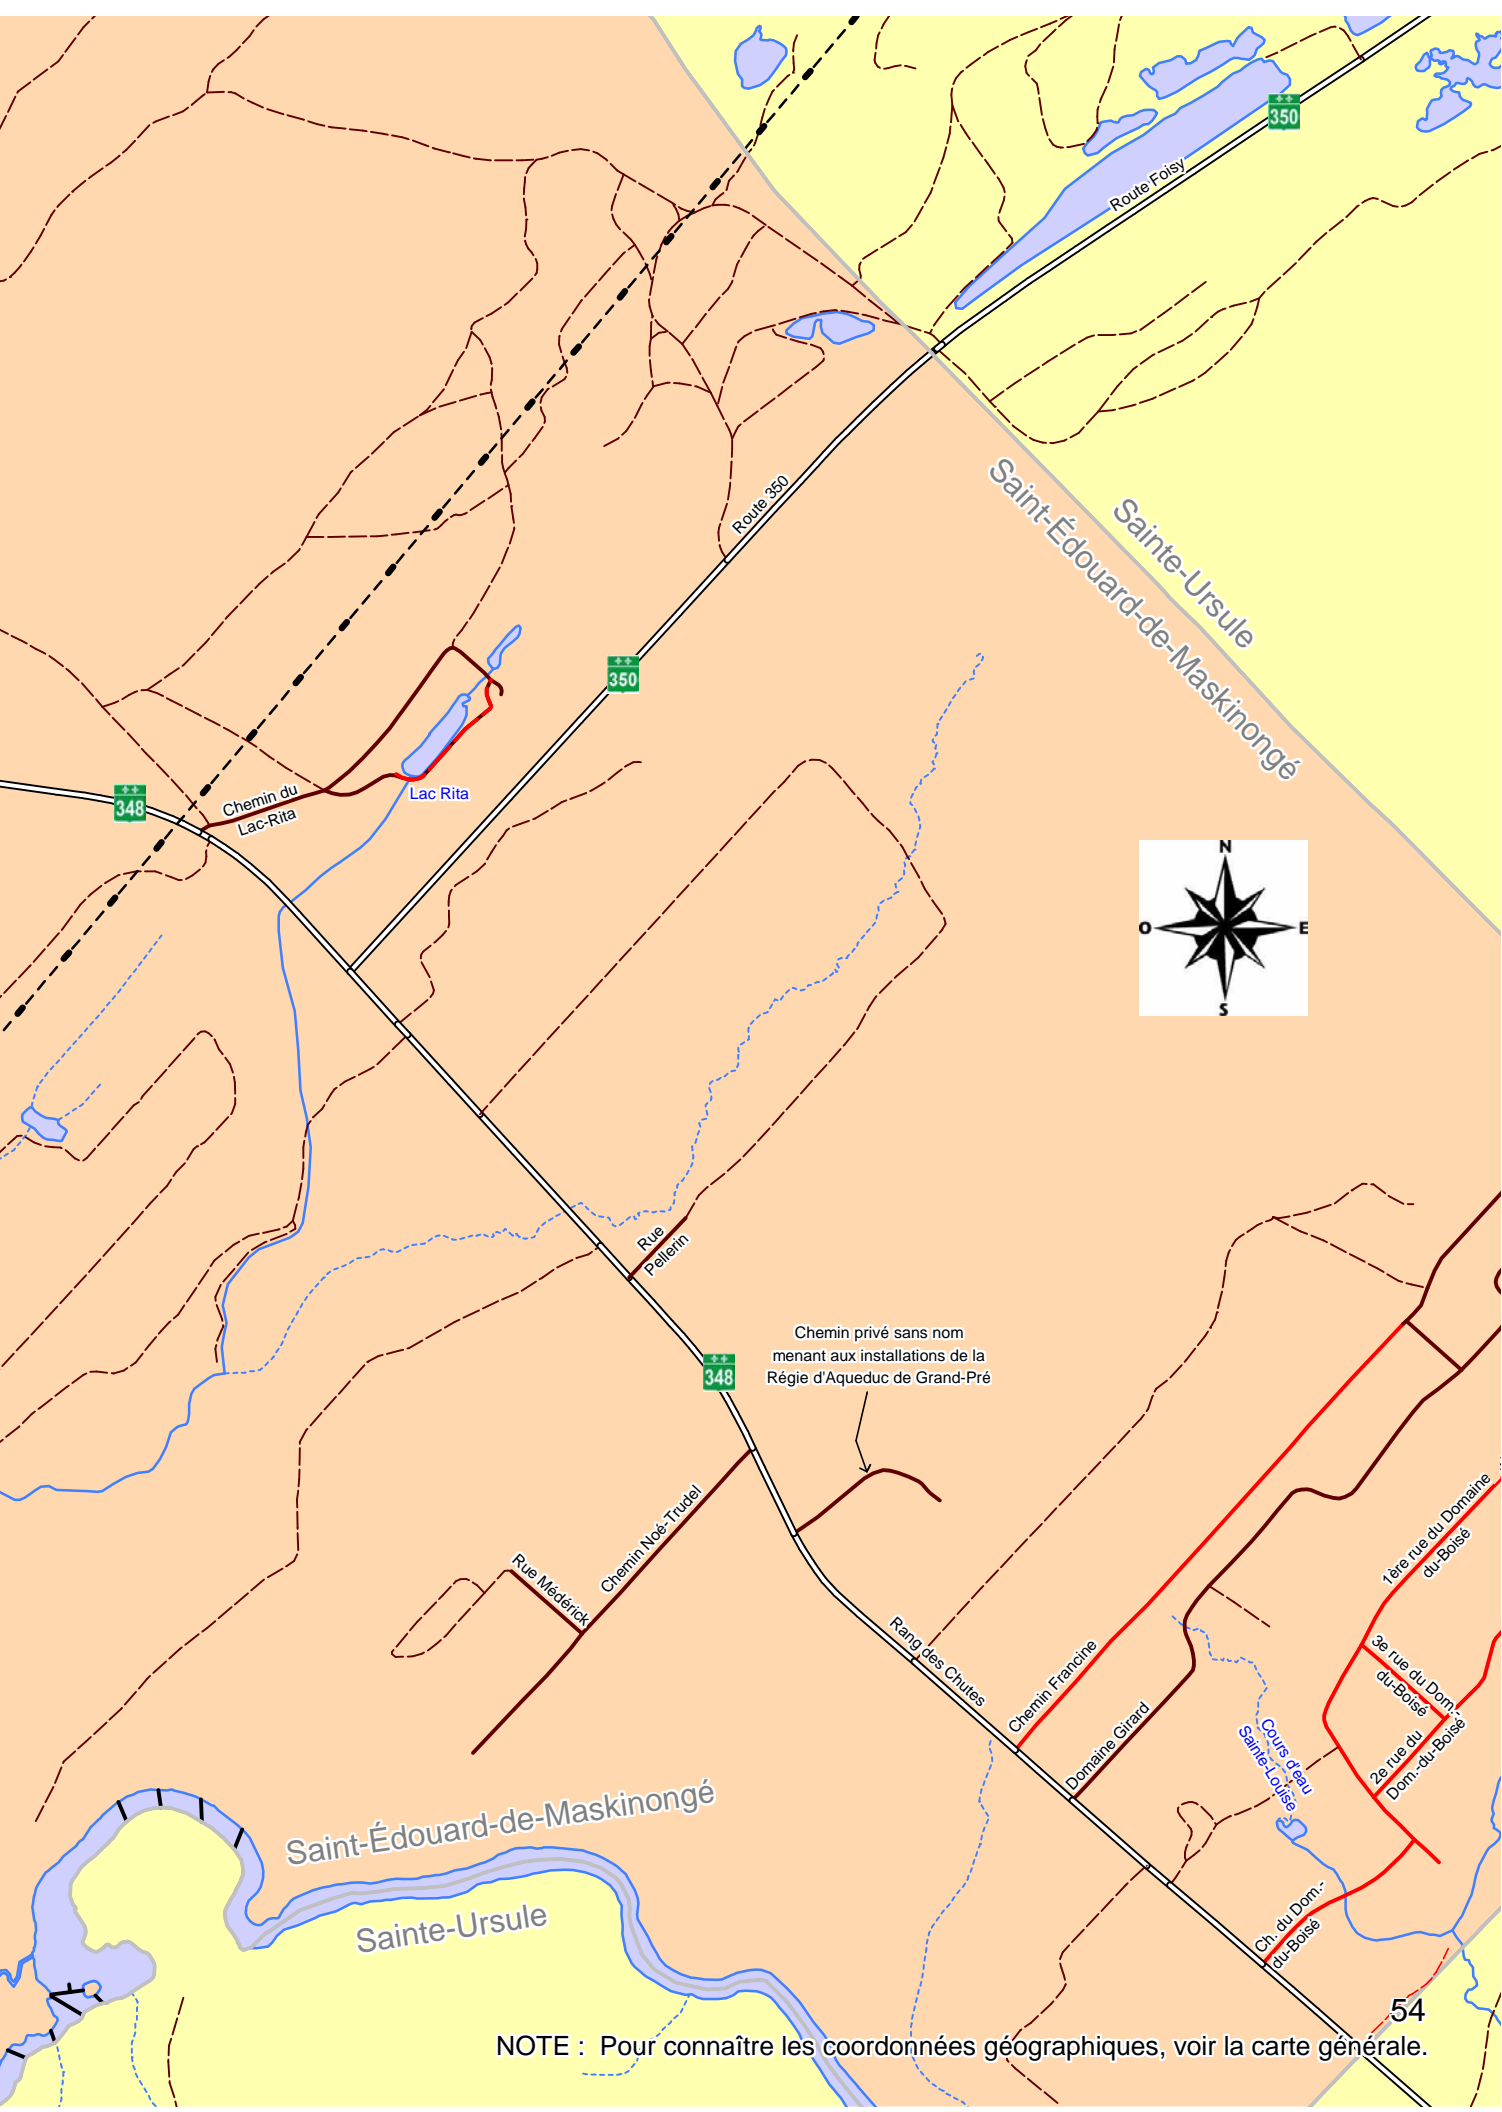 350
Route Foisy
Route 350
Saint-Édouard-de-Maskinongé
Sainte-Ursule
350
348
Chemin du
Lac-Rita
Lac Rita
N
O
E
S
Rue
Pellerin
Chemin privé sans nom
menant aux installations de la
Régie d'Aqueduc de Grand-Pré
348
Chemin Noé-Trudel
Rue Médérick
Rang des Chutes
Chemin Francine
Domaine Girard
1ère rue du Domaine
du-Boisé
3e rue du Dom.-
du-Boisé
2e rue du
Dom.-du-Boisé
Cours d'eau
Sainte-Louise
Ch. du Dom.-
du-Boisé
Saint-Édouard-de-Maskinongé
Sainte-Ursule
54
NOTE : Pour connaître les coordonnées géographiques, voir la carte générale.